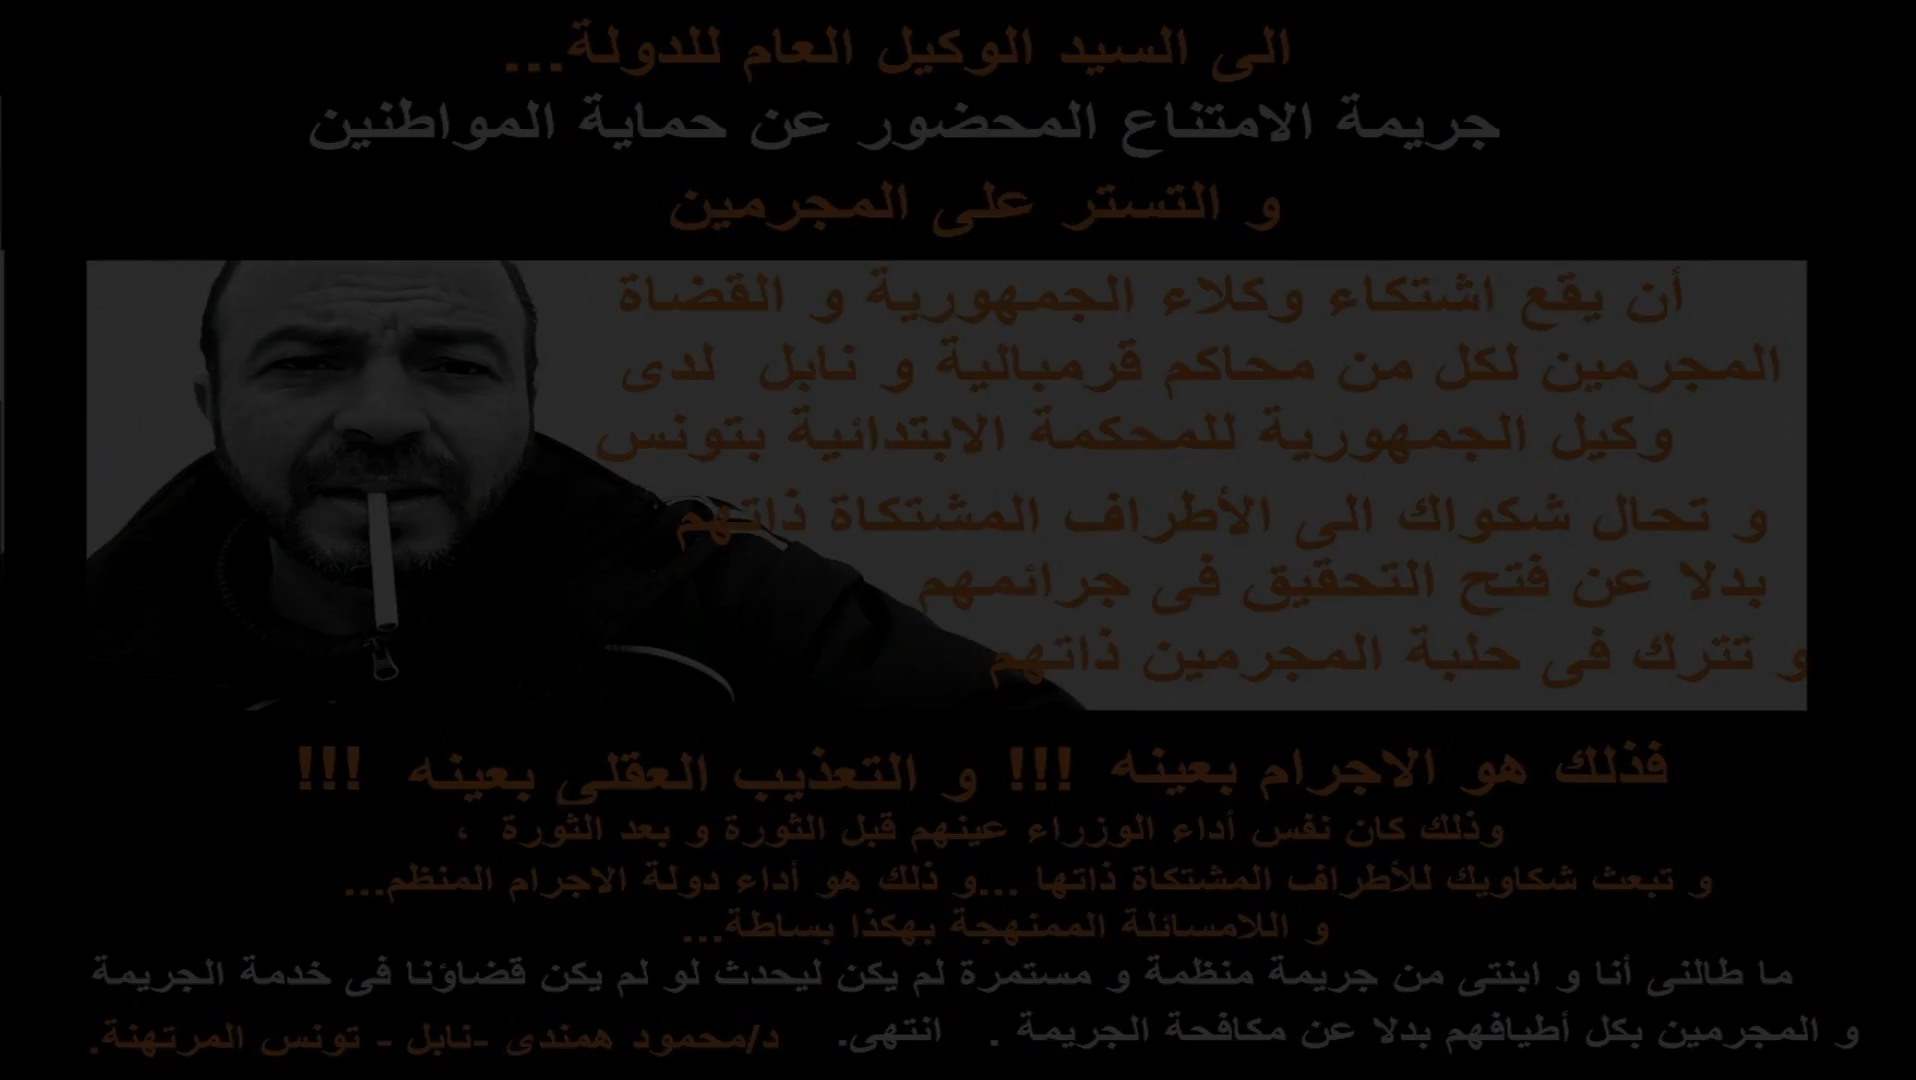 الى السيد الوكيل العام للدولة...
جريمة الامتناع المحضور عن حماية المواطنين
و التستر على المجرمين
أن يقع اشتكاء وكلاء الجمهورية و القضاة
المجرمين لكل من محاكم قرمبالية و نابل لدى
وكيل الجمهورية للمحكمة الابتدائية بتونس
و تحال شكواك الى الأطراف المشتكاة ذاتهم
بدلا عن فتح التحقيق فى جرائمهم
و تترك فى حلبة المجرمين ذاتهم
فذلك هو الاجرام بعينه !!! و التعذيب العقلى بعينه !!!
وذلك كان نفس أداء الوزراء عينهم قبل الثورة و بعد الثورة ،
و تبعث شكاويك للأطراف المشتكاة ذاتها ...و ذلك هو أداء دولة الاجرام المنظم...
و اللامسائلة الممنهجة بهكذا بساطة...
ما طالنى أنا و ابنتى من جريمة منظمة و مستمرة لم يكن ليحدث لو لم يكن قضاؤنا فى خدمة الجريمة
و المجرمين بكل أطيافهم بدلا عن مكافحة الجريمة . انتهى. د/محمود همندى -نابل - تونس المرتهنة.